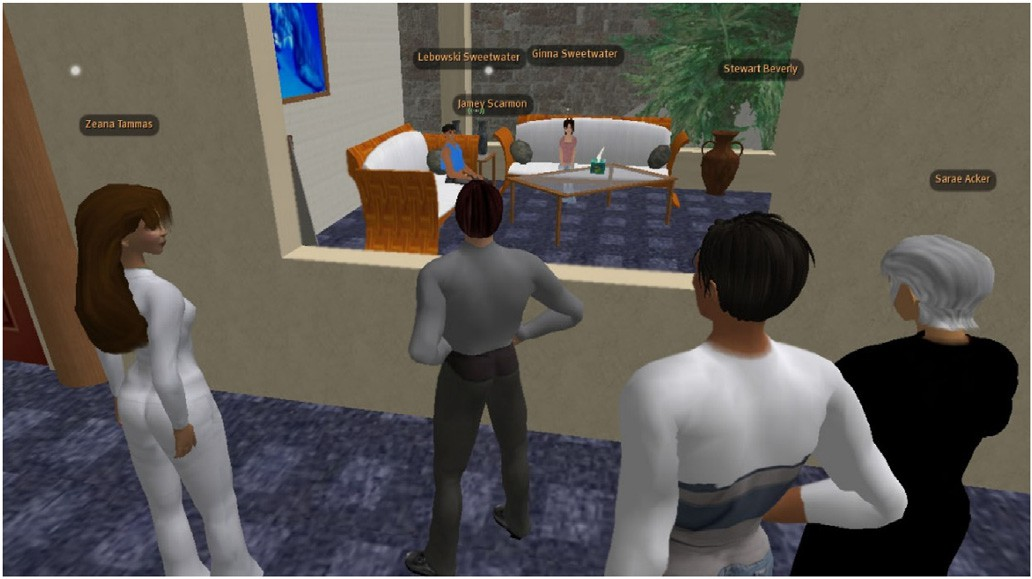 Lebowski Sweetwater
Ginna Sweetwater
Stewart Beverly
Jamey Scarmon
Zeana Tammas
Sarae Acker